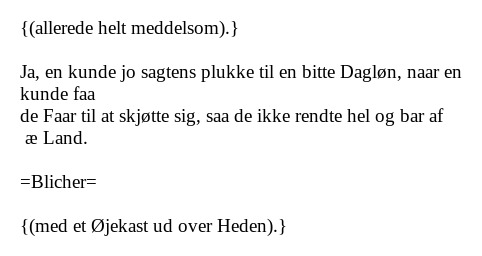 {(allerede helt meddelsom).}

Ja, en kunde jo sagtens plukke til en bitte Dagløn, naar en
kunde faa
de Faar til at skjøtte sig, saa de ikke rendte hel og bar af
æ Land.

=Blicher=

{(med et Øjekast ud over Heden).}